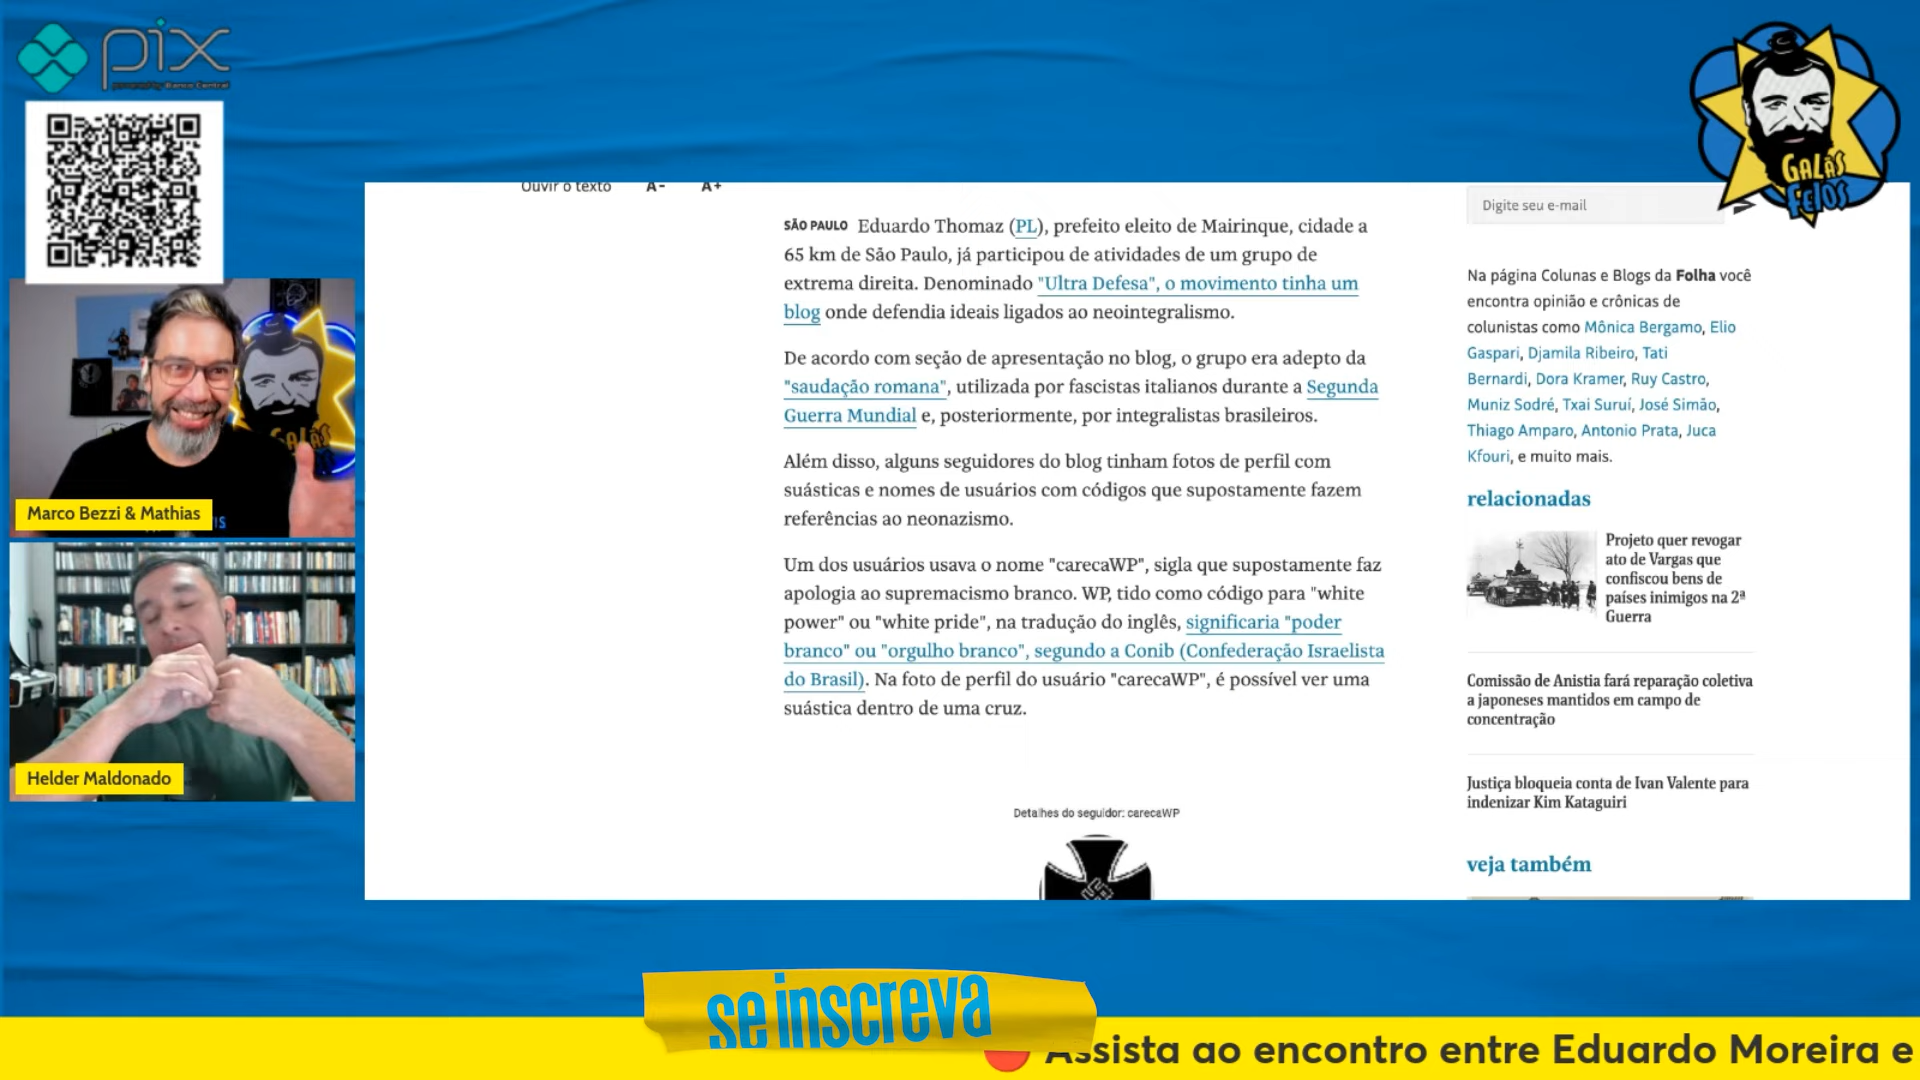 pix
powered by Banco Central
GALÃS
FEIOS
Ouvir o texto A- A+
SÃO PAULO Eduardo Thomaz (PL), prefeito eleito de Mairinque, cidade a
65 km de São Paulo, já participou de atividades de um grupo de
extrema direita. Denominado "Ultra Defesa", o movimento tinha um
blog onde defendia ideais ligados ao neointegralismo.
De acordo com seção de apresentação no blog, o grupo era adepto da
"saudação romana", utilizada por fascistas italianos durante a Segunda
Guerra Mundial e, posteriormente, por integralistas brasileiros.
Além disso, alguns seguidores do blog tinham fotos de perfil com
suásticas e nomes de usuários com códigos que supostamente fazem
referências ao neonazismo.
Um dos usuários usava o nome "carecaWP", sigla que supostamente faz
apologia ao supremacismo branco. WP, tido como código para "white
power" ou "white pride", na tradução do inglês, significaria "poder
branco" ou "orgulho branco", segundo a Conib (Confederação Israelista
do Brasil). Na foto de perfil do usuário "carecaWP", é possível ver uma
suástica dentro de uma cruz.
Detalhes do seguidor: carecaWP
Digite seu e-mail
Na página Colunas e Blogs da Folha você
encontra opinião e crônicas de
colunistas como Mônica Bergamo, Elio
Gaspari, Djamila Ribeiro, Tati
Bernardi, Dora Kramer, Ruy Castro,
Muniz Sodré, Txai Suruí, José Simão,
Thiago Amparo, Antonio Prata, Juca
Kfouri, e muito mais.
relacionadas
Projeto quer revogar
ato de Vargas que
confiscou bens de
países inimigos na 2ª
Guerra
Comissão de Anistia fará reparação coletiva
a japoneses mantidos em campo de
concentração
Justiça bloqueia conta de Ivan Valente para
indenizar Kim Kataguiri
veja também
GALÃS
Marco Bezzi & Mathias
Helder Maldonado
se inscreva
Assista ao encontro entre Eduardo Moreira e